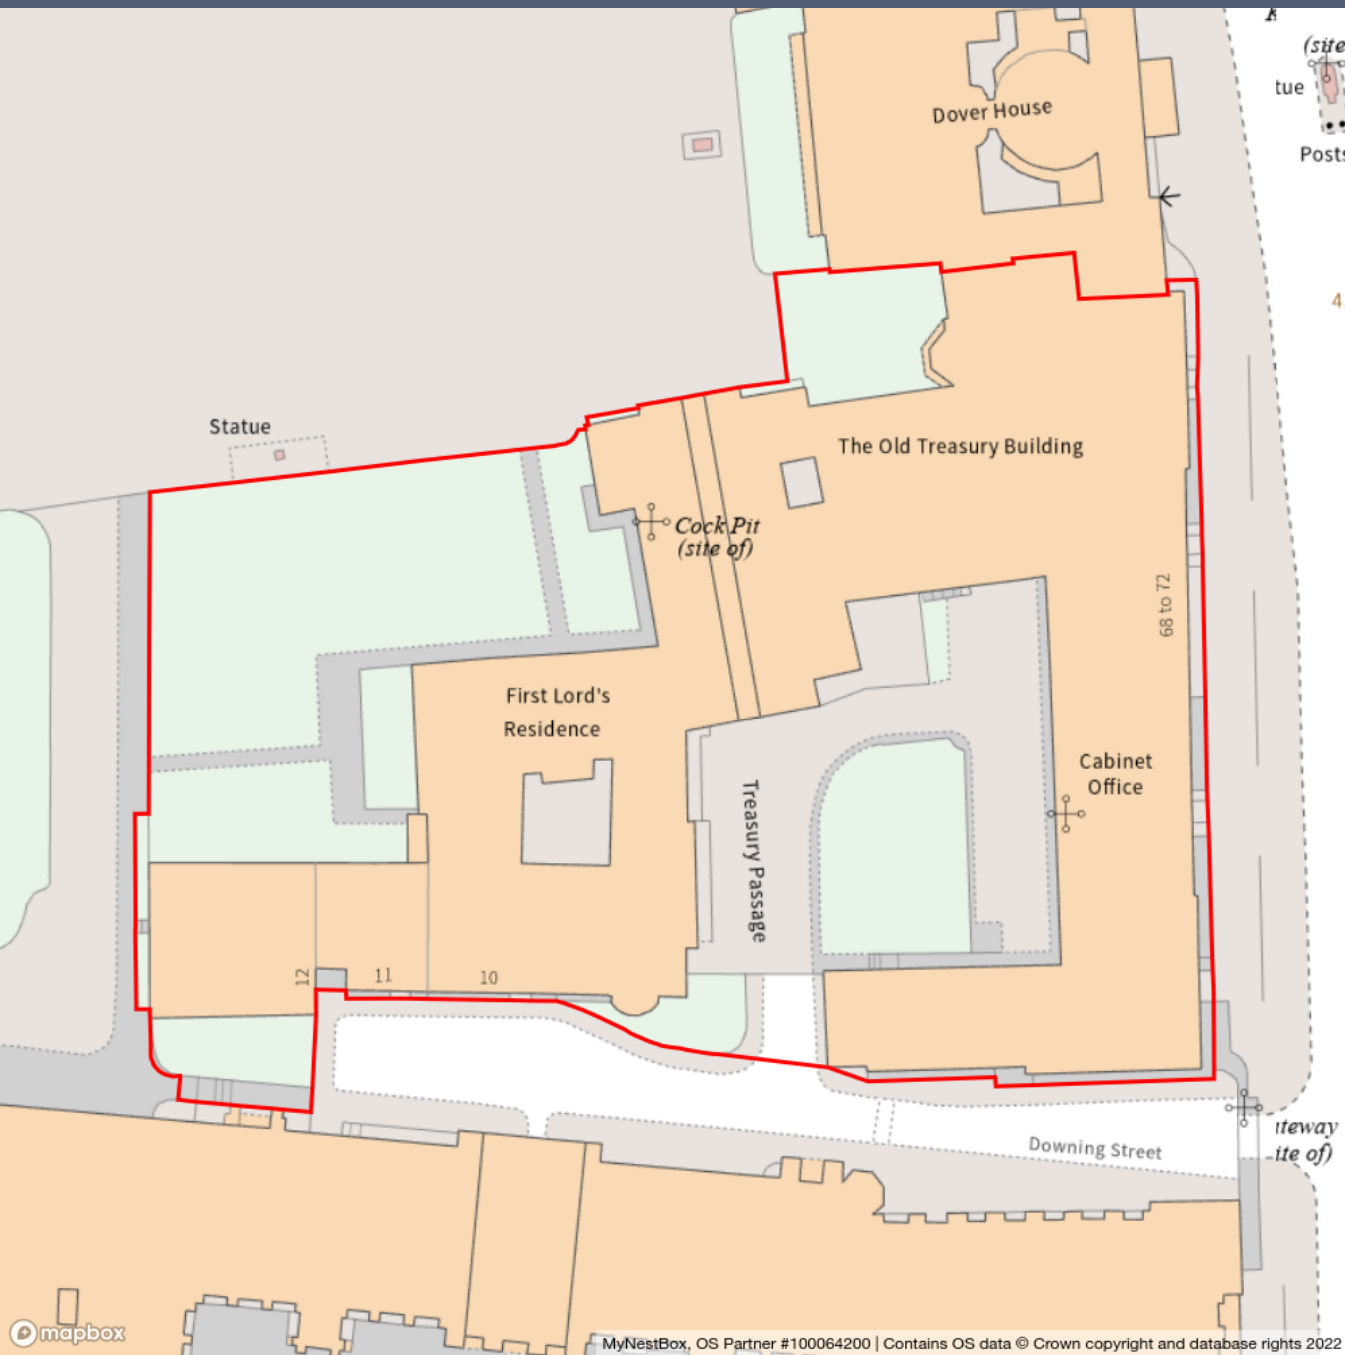 (site
tue
Dover House
Posts
4
Statue
The Old Treasury Building
Cock Pit
(site of)
68 to 72
First Lord's
Residence
Treasury Passage
Cabinet
Office
12
11
10
ateway
ite of)
Downing Street
mapbox
MyNestBox, OS Partner #100064200 | Contains OS data © Crown copyright and database rights 2022